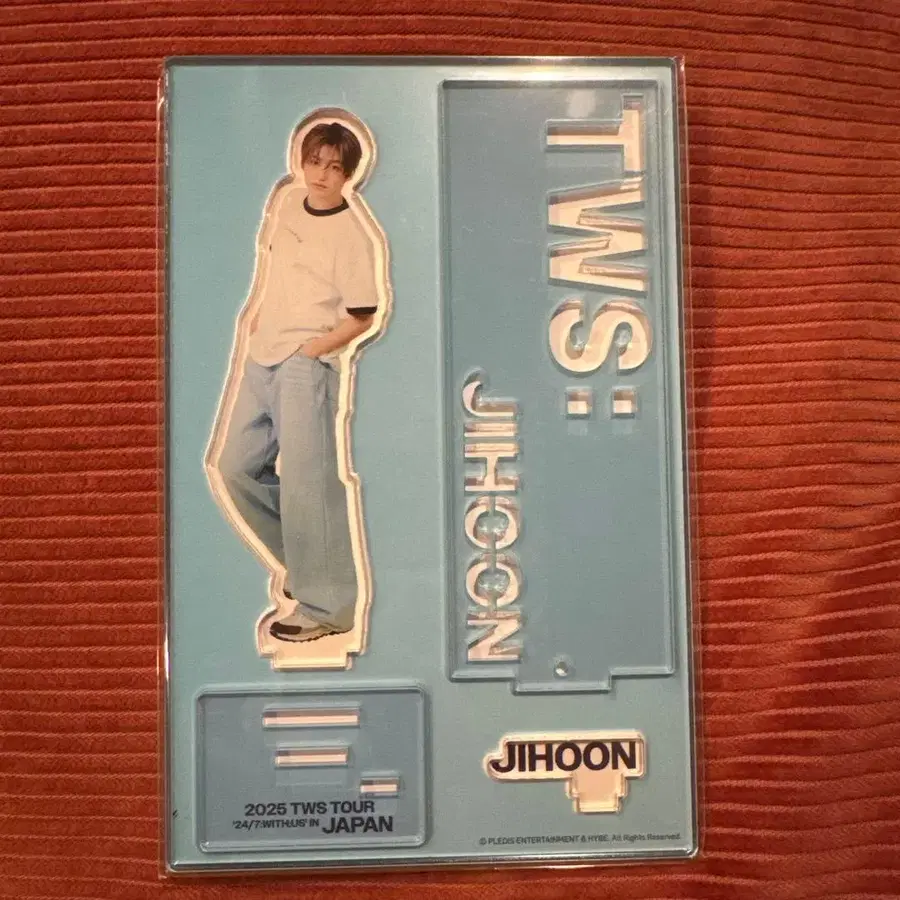 TWS:
JIHOON
JIHOON
2025 TWS TOUR
'24/7:WITH:US' IN JAPAN
© PLEDIS ENTERTAINMENT & HYBE. All Rights Reserved.